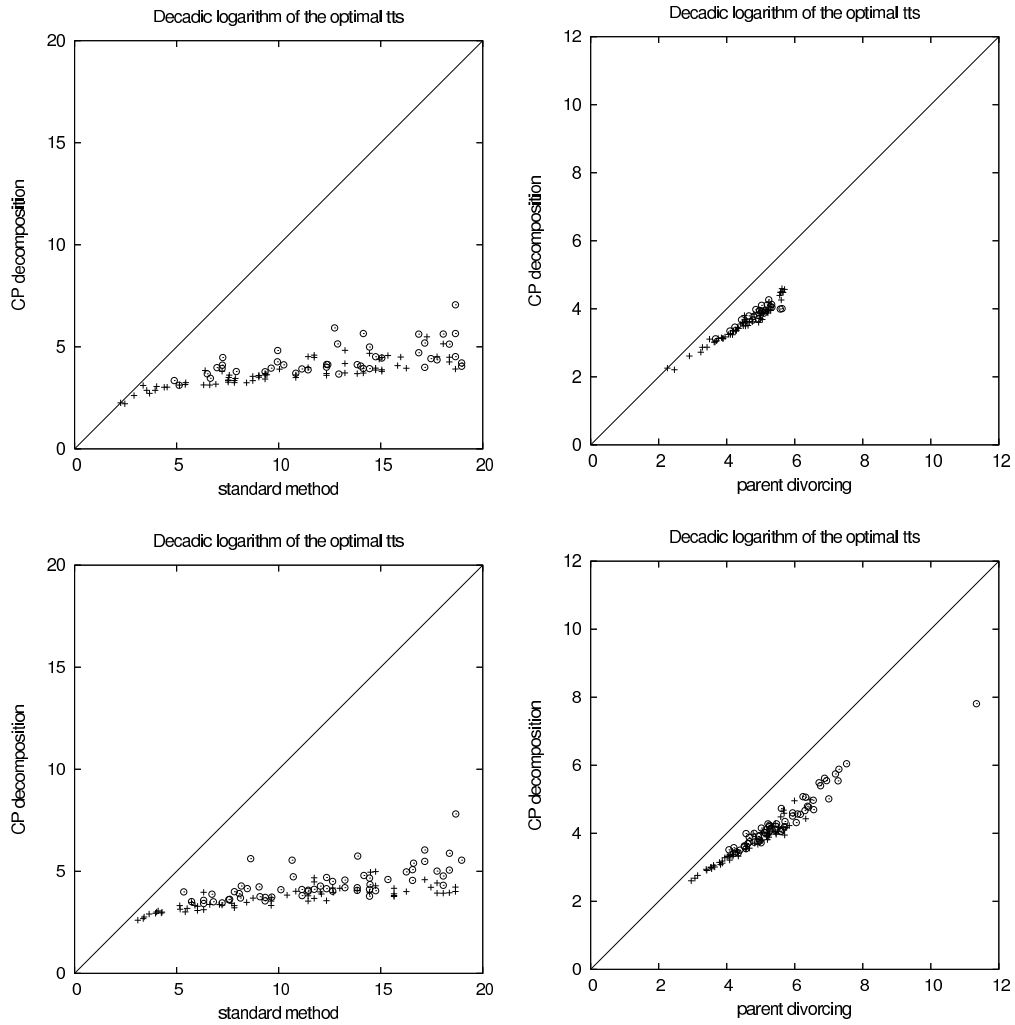 Decadic logarithm of the optimal tts
20
15
10
5
0
0 5 10 15 20
CP decomposition
standard method
Decadic logarithm of the optimal tts
12
10
8
6
4
2
0
0 2 4 6 8 10 12
CP decomposition
parent divorcing
Decadic logarithm of the optimal tts
20
15
10
5
0
0 5 10 15 20
CP decomposition
standard method
Decadic logarithm of the optimal tts
12
10
8
6
4
2
0
0 2 4 6 8 10 12
CP decomposition
parent divorcing